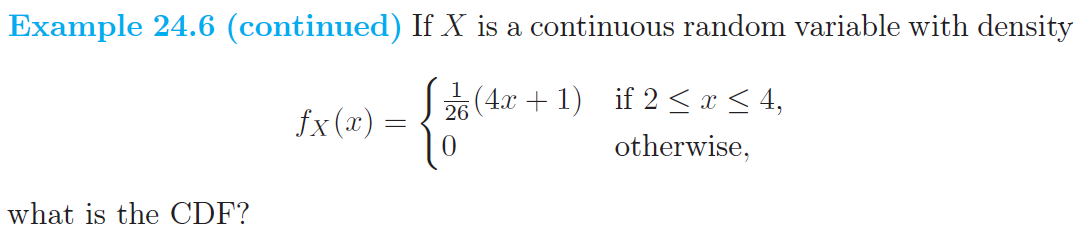 Example 24.6 (continued) If X is a continuous random variable with density
f_X(x) = { 1/26 (4x + 1) if 2 ≤ x ≤ 4,
0 otherwise,
what is the CDF?